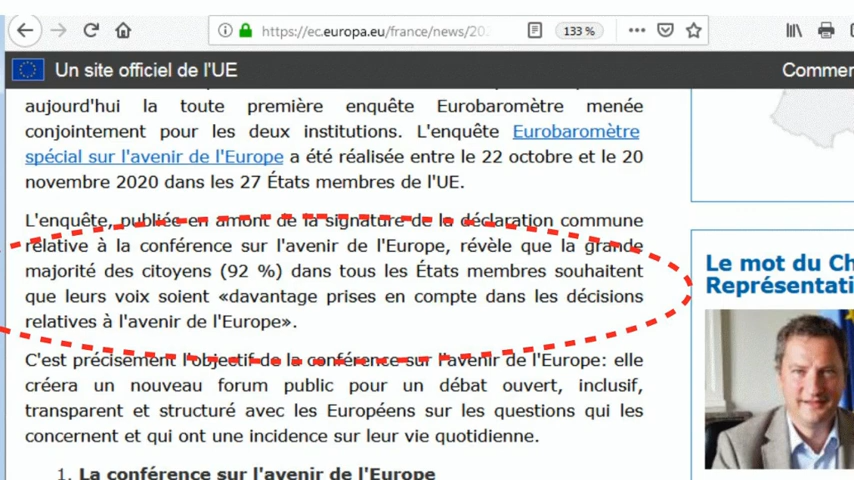 https://ec.europa.eu/france/news/202
133 %
Un site officiel de l'UE
Commen
aujourd'hui la toute première enquête Eurobaromètre menée
conjointement pour les deux institutions. L'enquête Eurobaromètre
spécial sur l'avenir de l'Europe a été réalisée entre le 22 octobre et le 20
novembre 2020 dans les 27 États membres de l'UE.
L'enquête, publiée en amont de la signature de la déclaration commune
relative à la conférence sur l'avenir de l'Europe, révèle que la grande
majorité des citoyens (92 %) dans tous les États membres souhaitent
que leurs voix soient «davantage prises en compte dans les décisions
relatives à l'avenir de l'Europe».
C'est précisément l'objectif de la conférence sur l'avenir de l'Europe: elle
créera un nouveau forum public pour un débat ouvert, inclusif,
transparent et structuré avec les Européens sur les questions qui les
concernent et qui ont une incidence sur leur vie quotidienne.
1. La conférence sur l'avenir de l'Europe
Le mot du Ch
Représentati